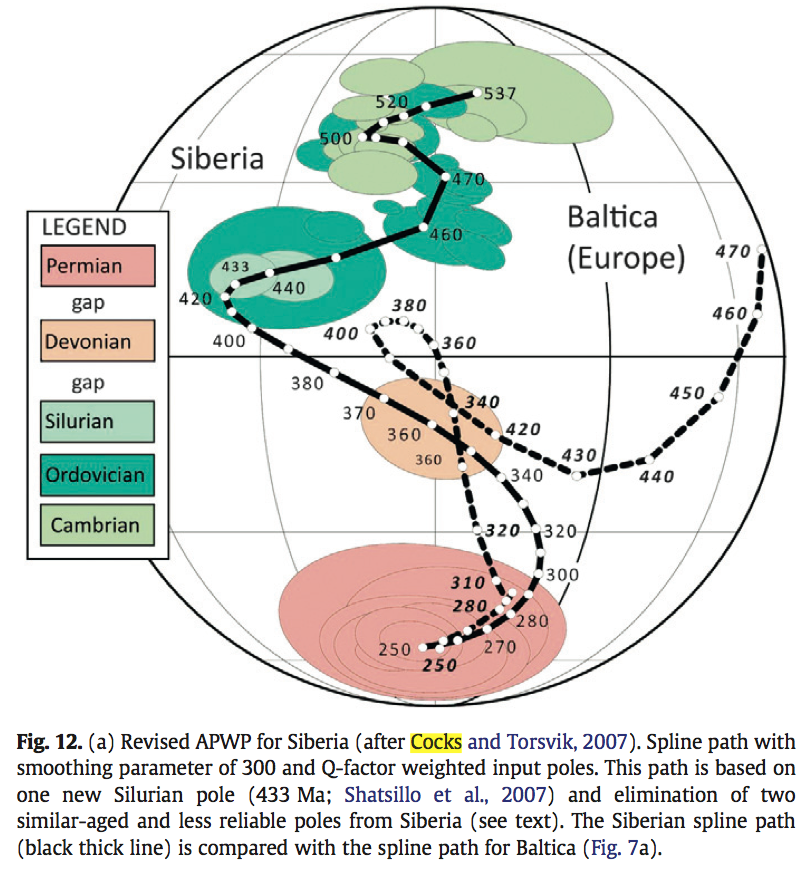 537
520
500
Siberia
470
Baltica
(Europe)
460
LEGEND
Permian
gap
Devonian
gap
Silurian
Ordovician
Cambrian
470
433
440
420
460
380
400
360
400
380
450
370
340
360
420
360
430
340
440
320
320
310
300
280
280
270
250
250
Fig. 12. (a) Revised APWP for Siberia (after Cocks and Torsvik, 2007). Spline path with
smoothing parameter of 300 and Q-factor weighted input poles. This path is based on
one new Silurian pole (433 Ma; Shatsillo et al., 2007) and elimination of two
similar-aged and less reliable poles from Siberia (see text). The Siberian spline path
(black thick line) is compared with the spline path for Baltica (Fig. 7a).